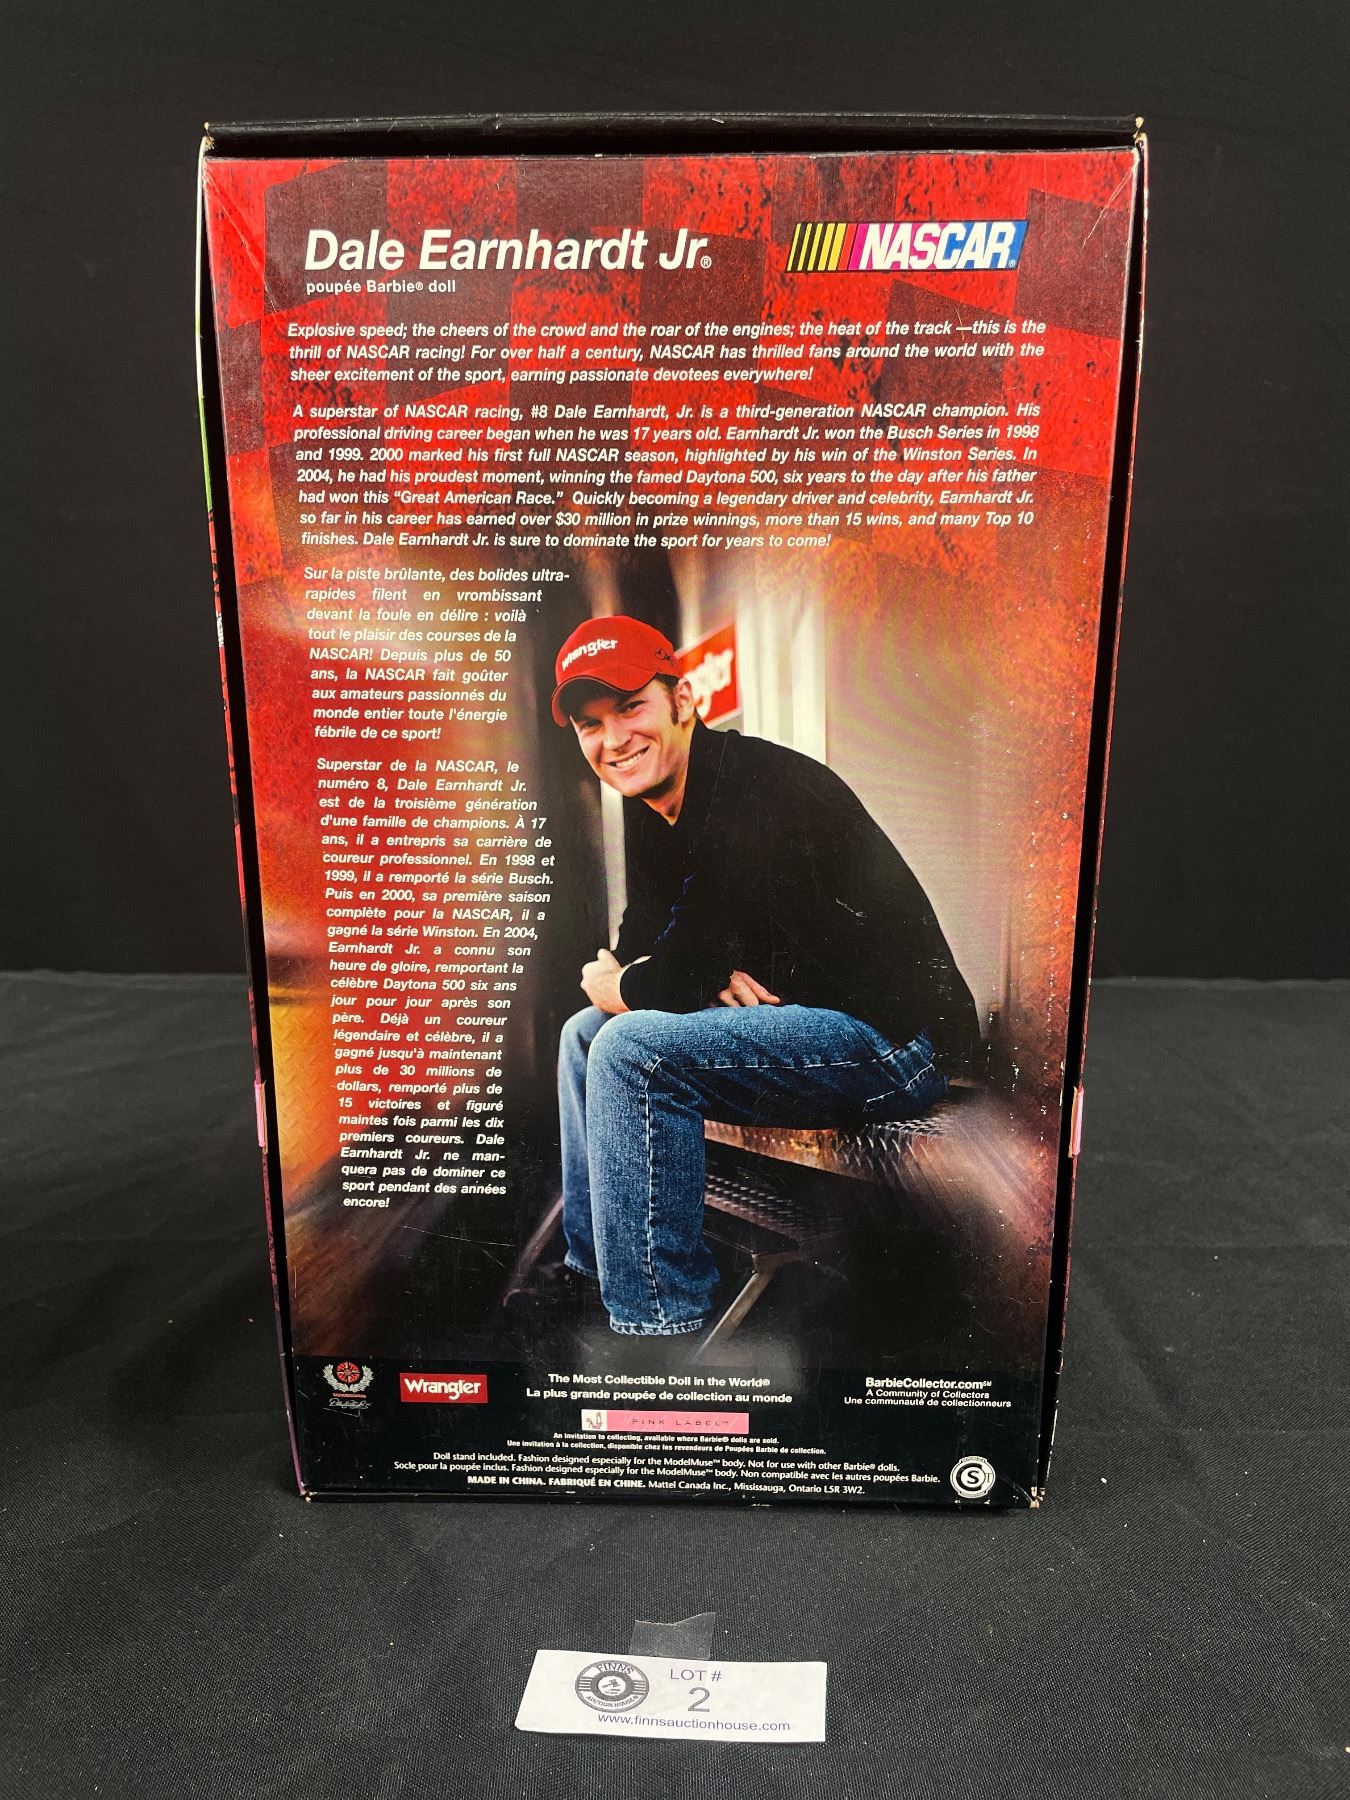 Dale Earnhardt Jr.®
NASCAR®
poupée Barbie® doll
Explosive speed; the cheers of the crowd and the roar of the engines; the heat of the track —this is the
thrill of NASCAR racing! For over half a century, NASCAR has thrilled fans around the world with the
sheer excitement of the sport, earning passionate devotees everywhere!
A superstar of NASCAR racing, #8 Dale Earnhardt, Jr. is a third-generation NASCAR champion. His
professional driving career began when he was 17 years old. Earnhardt Jr. won the Busch Series in 1998
and 1999. 2000 marked his first full NASCAR season, highlighted by his win of the Winston Series. In
2004, he had his proudest moment, winning the famed Daytona 500, six years to the day after his father
had won this “Great American Race.” Quickly becoming a legendary driver and celebrity, Earnhardt Jr.
so far in his career has earned over $30 million in prize winnings, more than 15 wins, and many Top 10
finishes. Dale Earnhardt Jr. is sure to dominate the sport for years to come!
Sur la piste brûlante, des bolides ultra-
rapides filent en vrombissant
devant la foule en délire : voilà
tout le plaisir des courses de la
NASCAR! Depuis plus de 50
ans, la NASCAR fait goûter
aux amateurs passionnés du
monde entier toute l'énergie
fébrile de ce sport!
Superstar de la NASCAR, le
numéro 8, Dale Earnhardt Jr.
est de la troisième génération
d'une famille de champions. À 17
ans, il a entrepris sa carrière de
coureur professionnel. En 1998 et
1999, il a remporté la série Busch.
Puis en 2000, sa première saison
complète pour la NASCAR, il a
gagné la série Winston. En 2004,
Earnhardt Jr. a connu son
heure de gloire, remportant la
célèbre Daytona 500 six ans
jour pour jour après son
père. Déjà un coureur
légendaire et célèbre, il a
gagné jusqu'à maintenant
plus de 30 millions de
dollars, remporté plus de
15 victoires et figuré
maintes fois parmi les dix
premiers coureurs. Dale
Earnhardt Jr. ne man-
quera pas de dominer ce
sport pendant des années
encore!
Wrangler
Wrangler
The Most Collectible Doll in the World®
La plus grande poupée de collection au monde
BarbieCollector.com℠
A Community of Collectors
Une communauté de collectionneurs
PINK LABEL™
An invitation to collecting, available where Barbie® dolls are sold.
Une invitation à la collection, disponible chez les revendeurs de Poupées Barbie de collection.
Doll stand included. Fashion designed especially for the ModelMuse™ body. Not for use with other Barbie® dolls.
Socle pour la poupée inclus. Fashion designed especially for the ModelMuse™ body. Non compatible avec les autres poupées Barbie.
MADE IN CHINA. FABRIQUÉ EN CHINE. Mattel Canada Inc., Mississauga, Ontario L5R 3W2.
S
FINNS
AUCTION HOUSE
LOT #
2
www.finnsauctionhouse.com